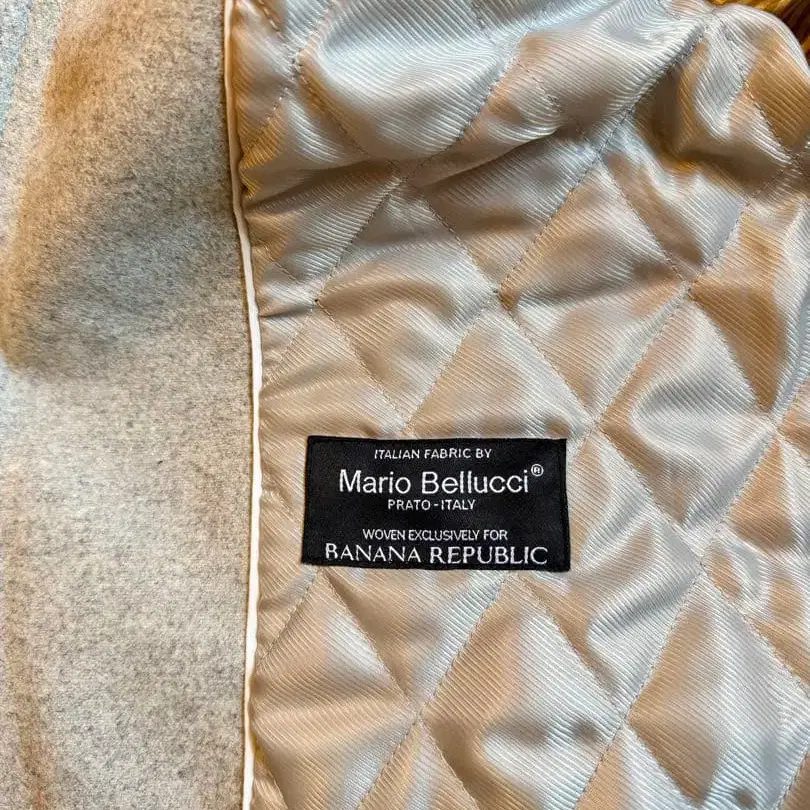 ITALIAN FABRIC BY
Mario Bellucci®
PRATO-ITALY
WOVEN EXCLUSIVELY FOR
BANANA REPUBLIC